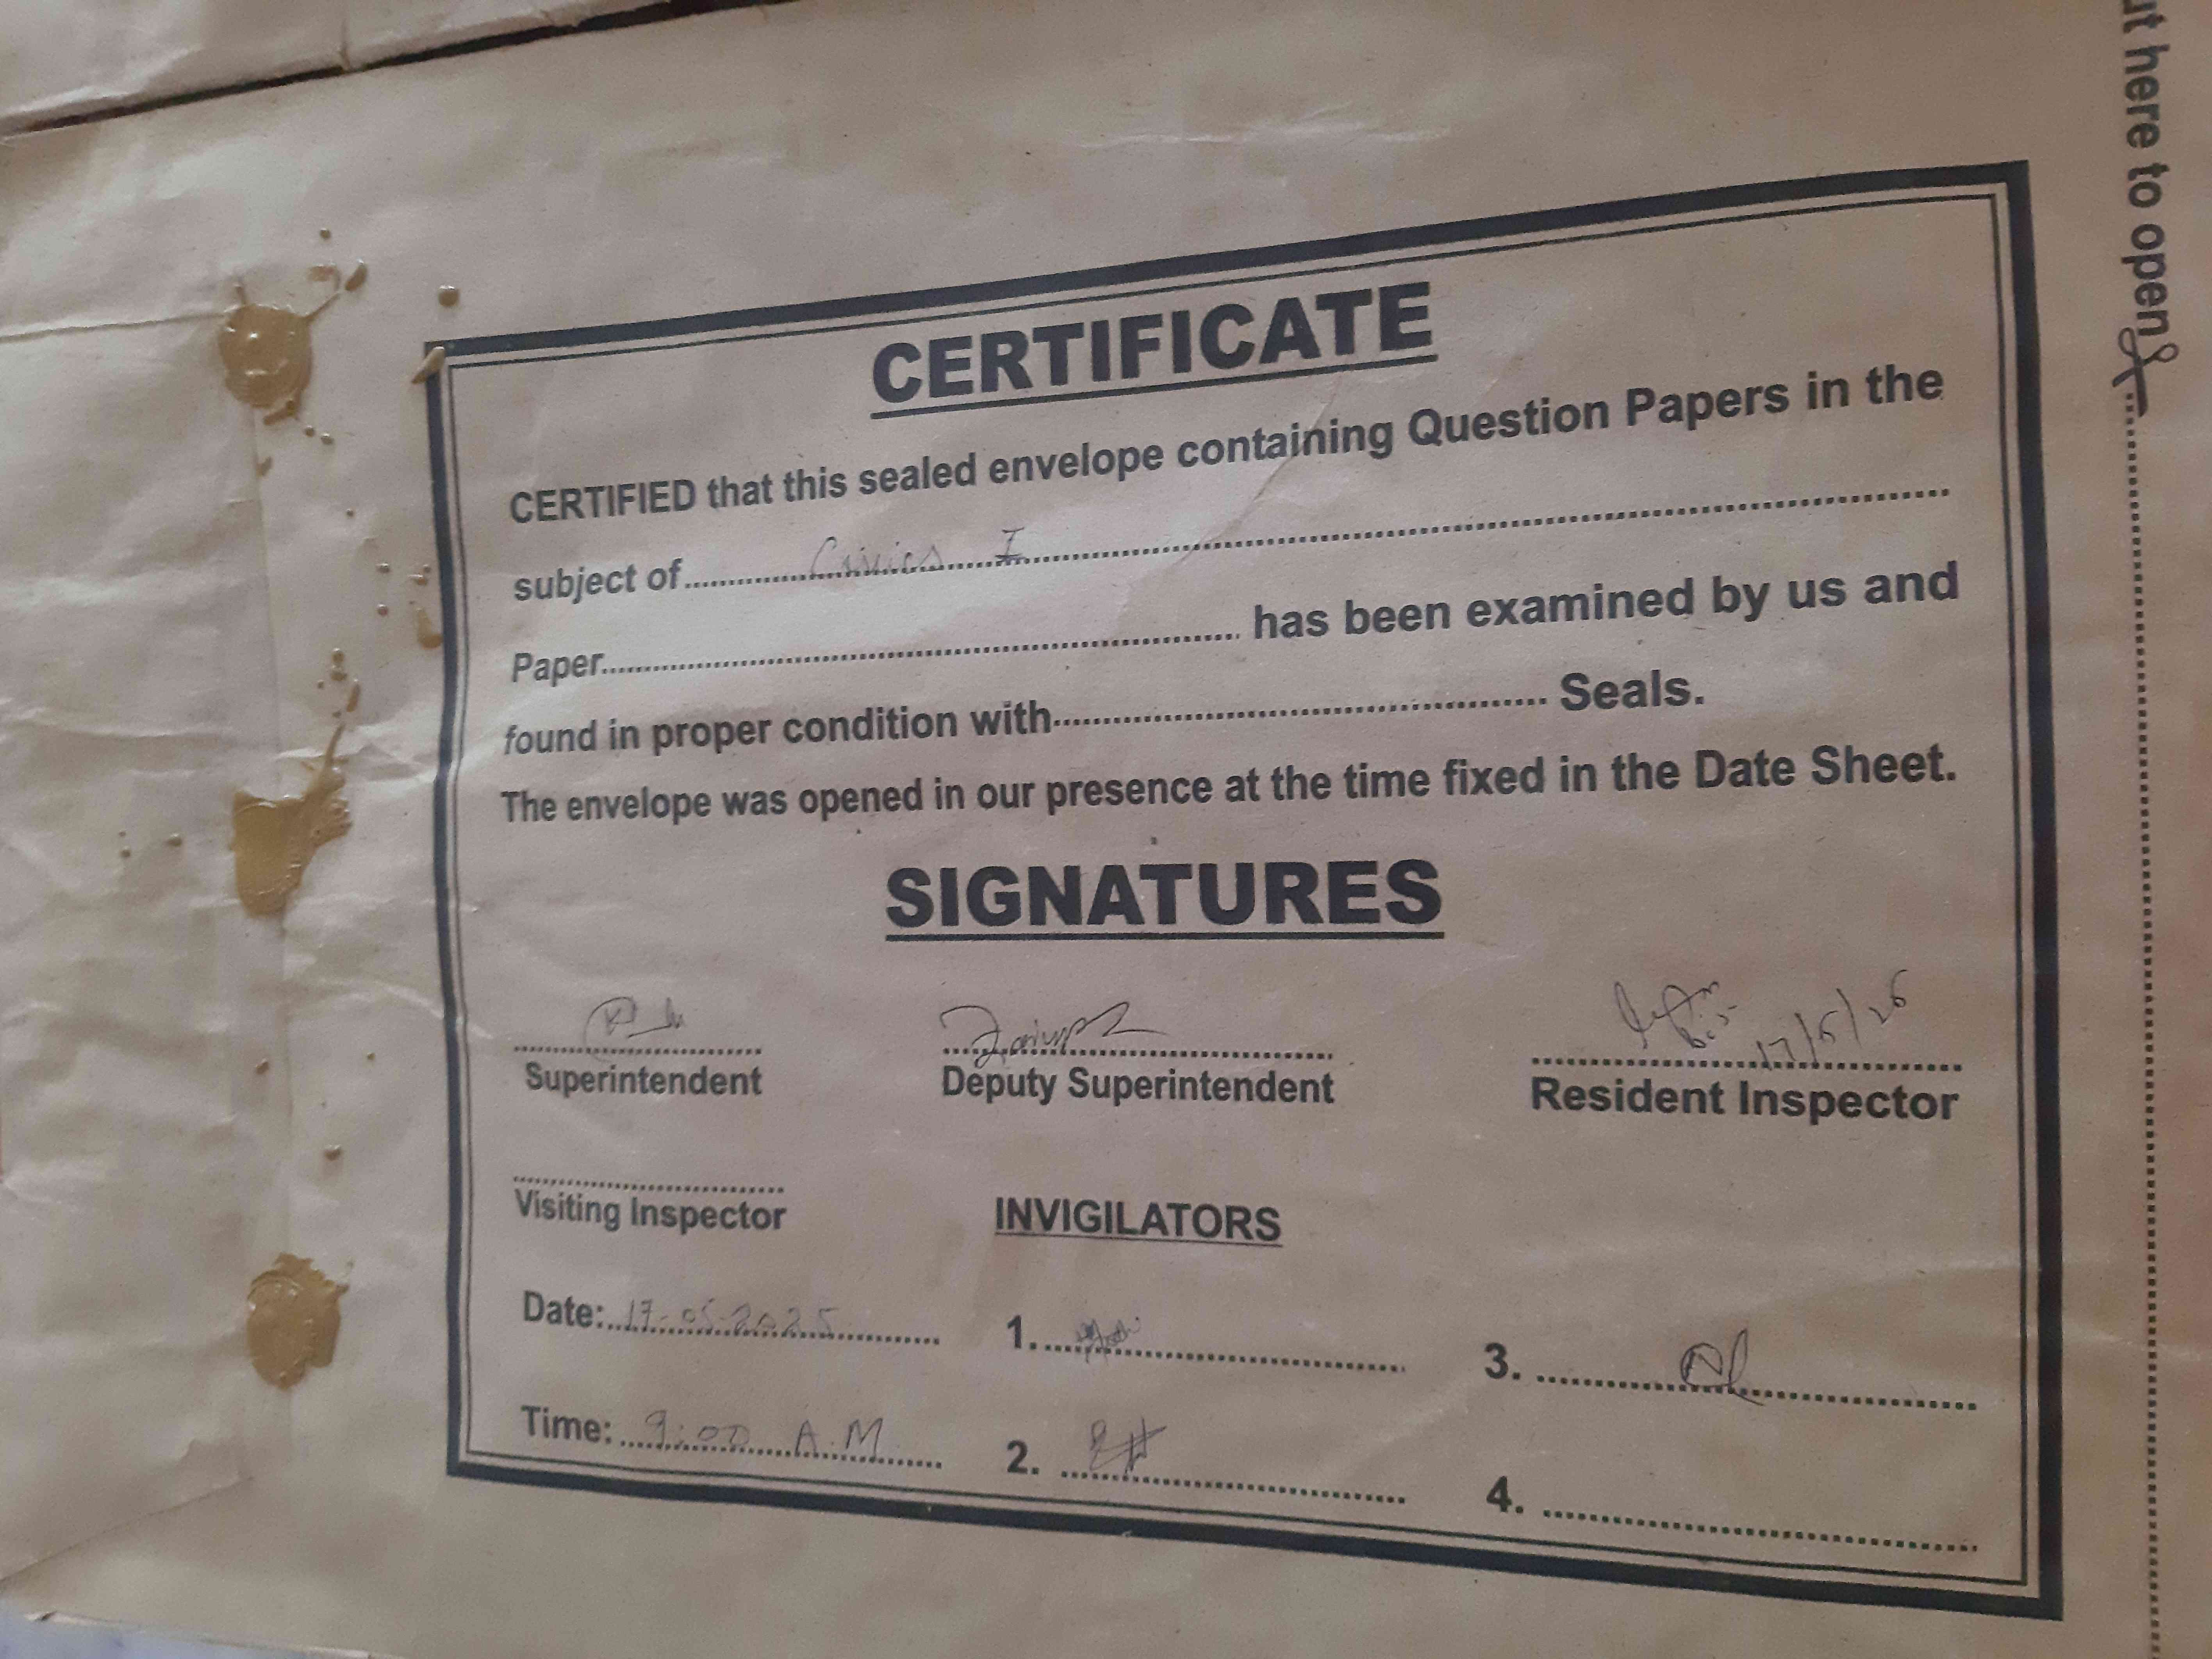 CERTIFICATE
CERTIFIED that this sealed envelope containing Question Papers in the
subject of Civics I
Paper has been examined by us and
found in proper condition with Seals.
The envelope was opened in our presence at the time fixed in the Date Sheet.
SIGNATURES
17/5/26
Superintendent Deputy Superintendent Resident Inspector
Visiting Inspector INVIGILATORS
Date: 17-05-2025 1. 3.
Time: 9:00 A.M 2. 4.
ut here to open